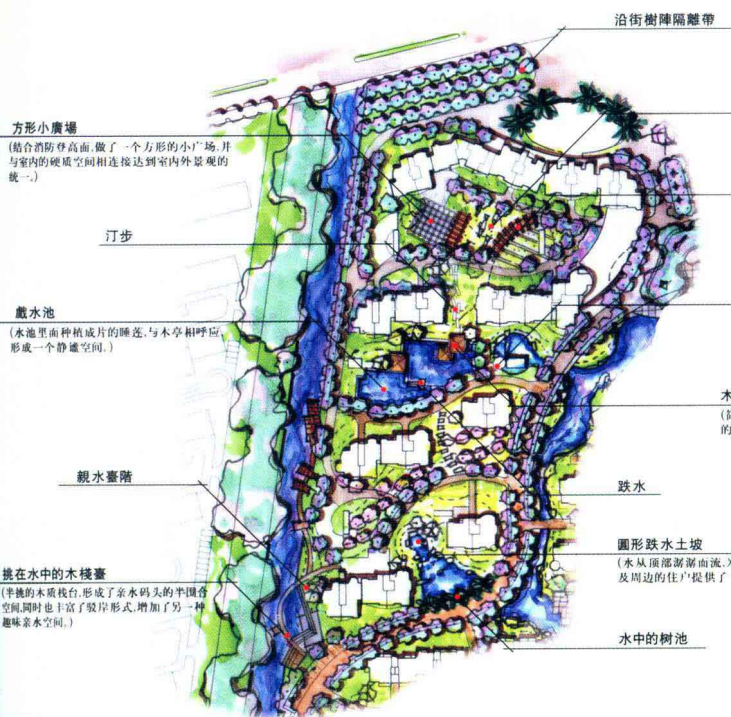 沿街樹陣隔離帶
方形小廣場
(結合消防登高面,做了一个方形的小广场,并
与室内的硬质空间相连接达到室内外景观的
统一。)
汀步
戲水池
(水池里面种植成片的睡莲,与木亭相呼应,
形成一个静谧空间。)
木
的
親水臺階
跌水
挑在水中的木棧臺
(半挑的木质栈台,形成了亲水码头的半围合
空间,同时也丰富了驳岸形式,增加了另一种
趣味亲水空间。)
圓形跌水土坡
(水从顶部潺潺而流,
及周边的住户提供了
水中的树池